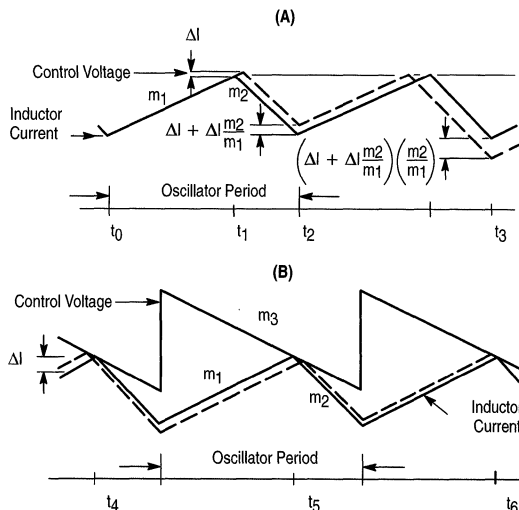 (A)
ΔI
Control Voltage
m1
m2
Inductor
Current
ΔI + ΔI m2/m1
(ΔI + ΔI m2/m1) (m2/m1)
Oscillator Period
t0
t1
t2
t3
(B)
Control Voltage
m3
ΔI
m1
m2
Inductor
Current
Oscillator Period
t4
t5
t6